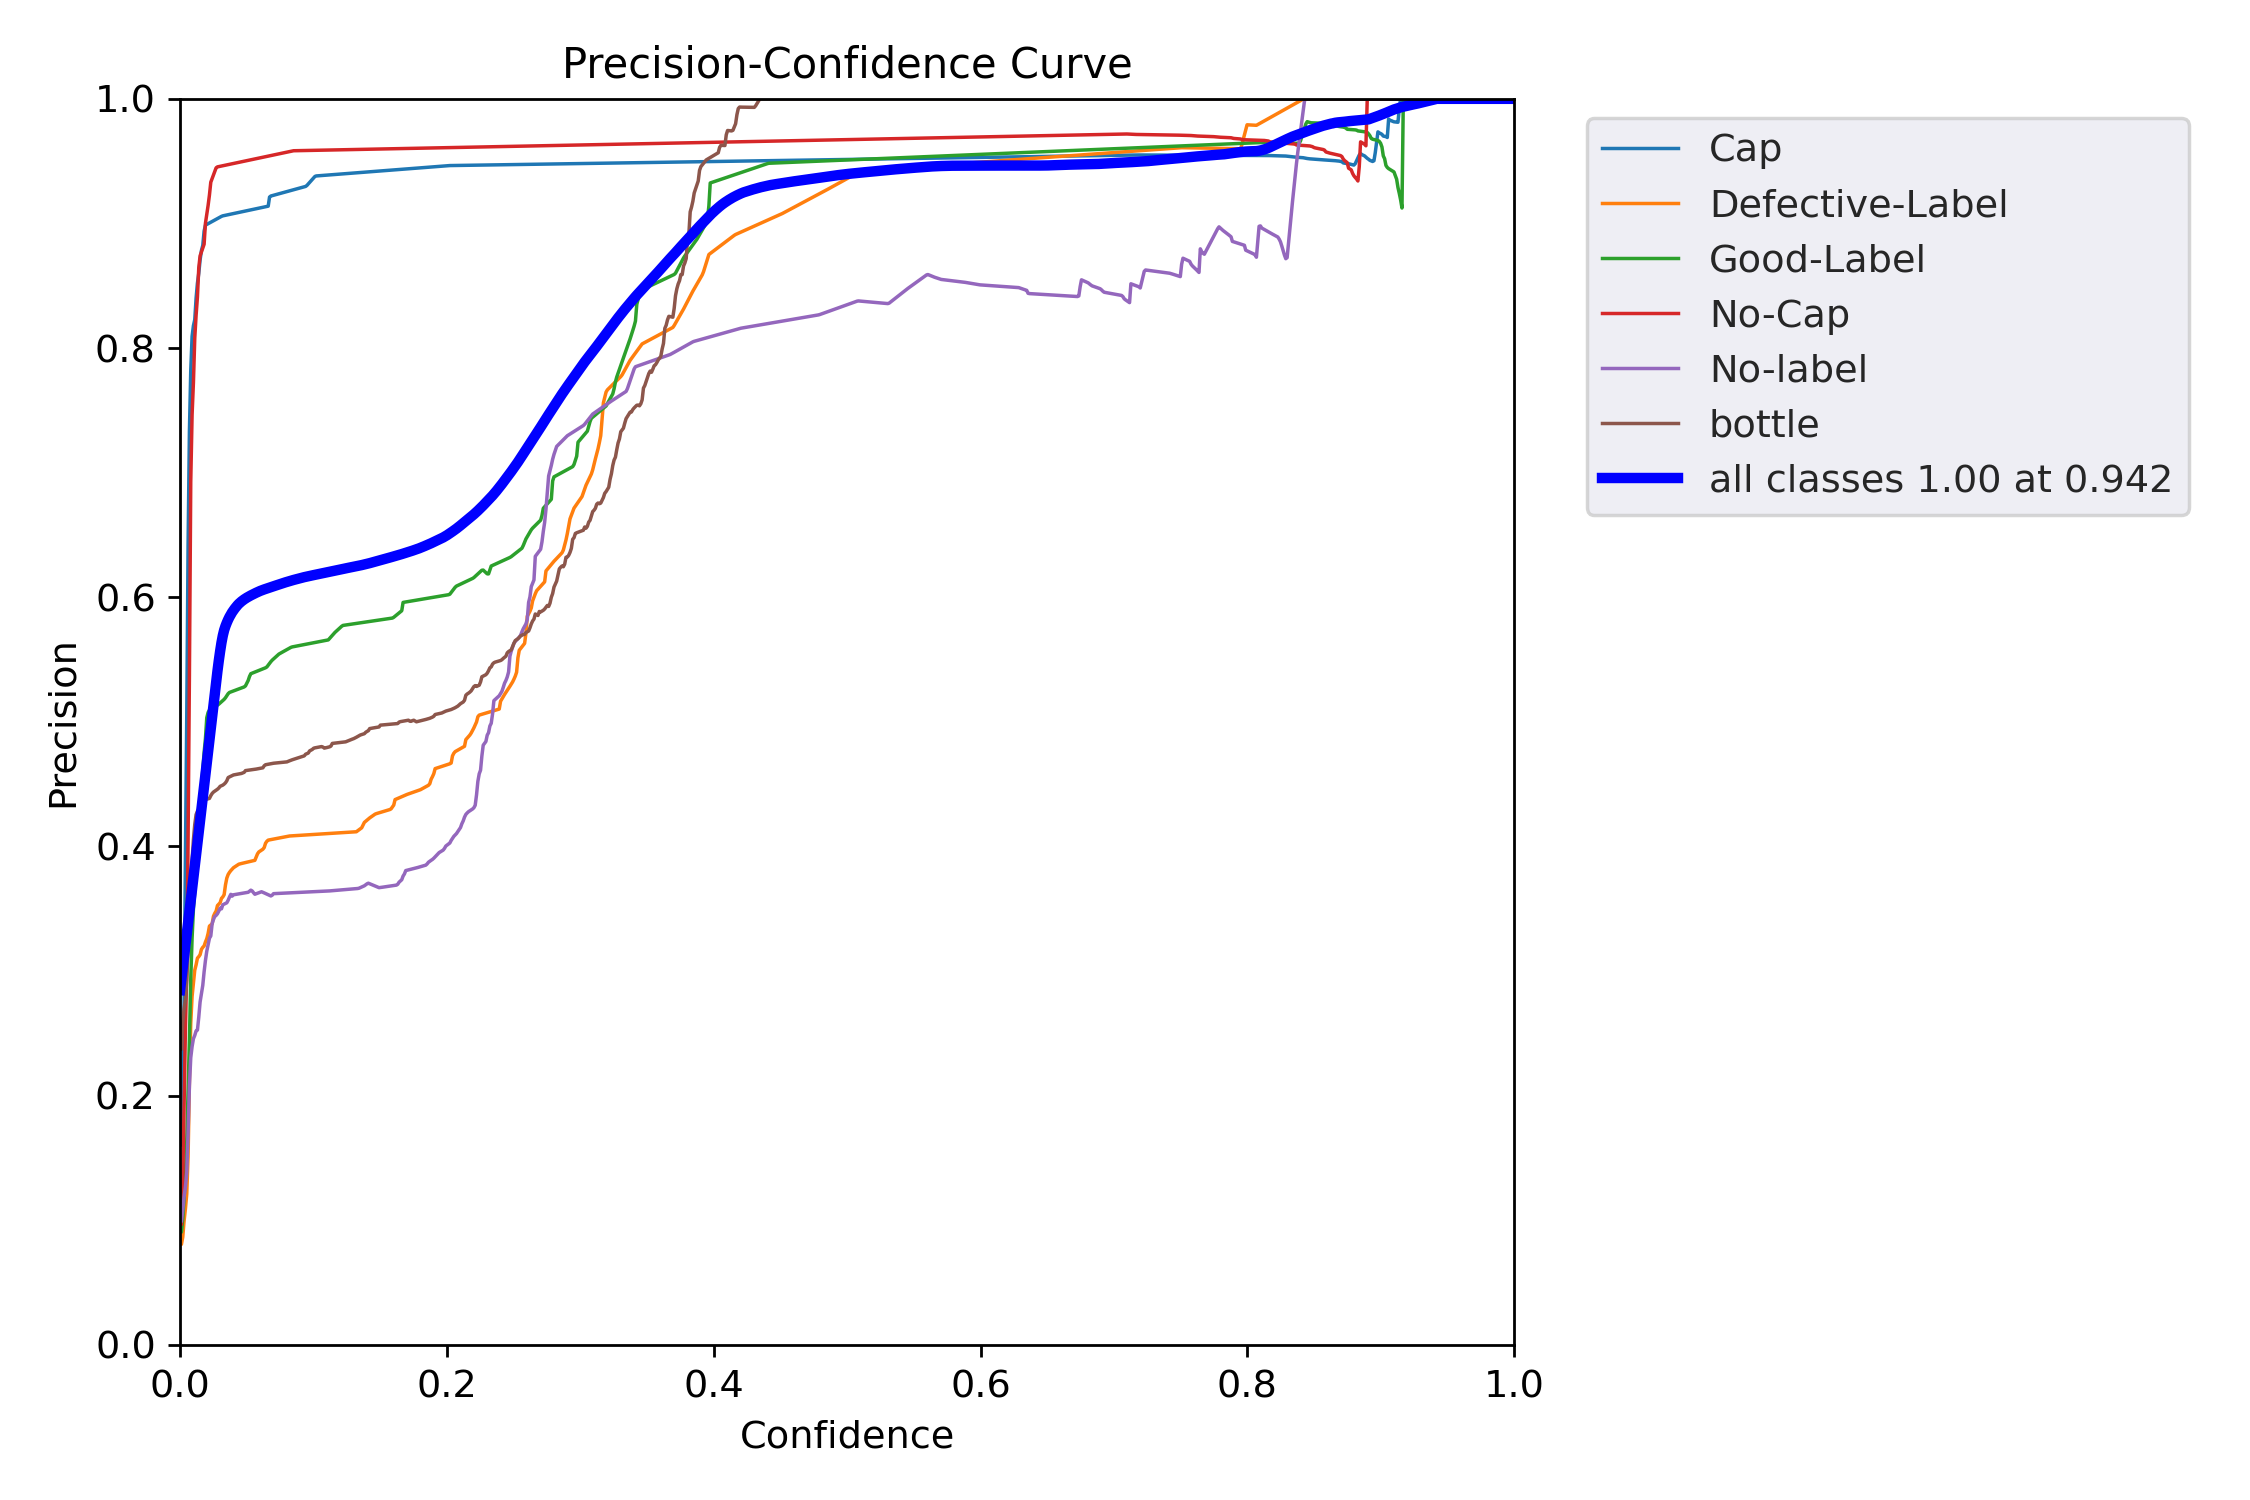 Precision-Confidence Curve
1.0
0.8
0.6
0.4
0.2
0.0
Precision
0.0 0.2 0.4 0.6 0.8 1.0
Confidence
Cap
Defective-Label
Good-Label
No-Cap
No-label
bottle
all classes 1.00 at 0.942